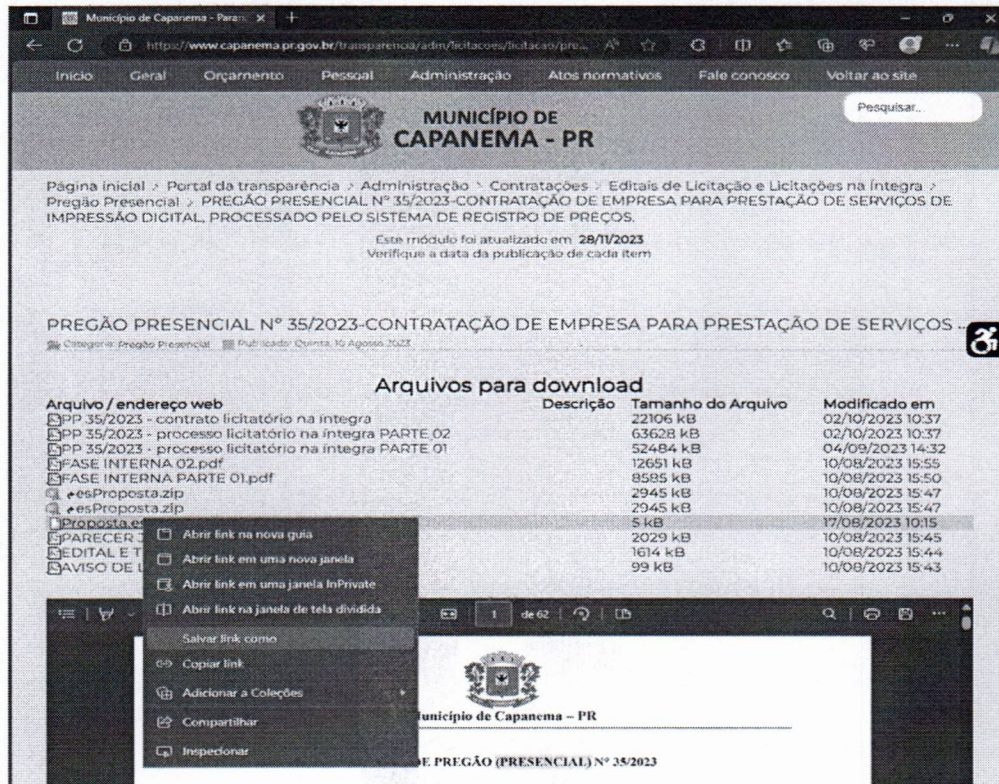 Município de Capanema - Paran
https://www.capanema.pr.gov.br/transparencia/adm/licitacoes/licitacao/pre...
Início Geral Orçamento Pessoal Administração Atos normativos Fale conosco Voltar ao site
Pesquisar..
MUNICÍPIO DE
CAPANEMA - PR
Página inicial > Portal da transparência > Administração > Contratações > Editais de Licitação e Licitações na Íntegra >
Pregão Presencial > PREGÃO PRESENCIAL Nº 35/2023-CONTRATAÇÃO DE EMPRESA PARA PRESTAÇÃO DE SERVIÇOS DE
IMPRESSÃO DIGITAL, PROCESSADO PELO SISTEMA DE REGISTRO DE PREÇOS.
Este módulo foi atualizado em 28/11/2023
Verifique a data da publicação de cada item
PREGÃO PRESENCIAL Nº 35/2023-CONTRATAÇÃO DE EMPRESA PARA PRESTAÇÃO DE SERVIÇOS ...
Categoria: Pregão Presencial Publicado: Quinta, 10 Agosto 2023
Arquivos para download
Arquivo / endereço web Descrição Tamanho do Arquivo Modificado em
PP 35/2023 - contrato licitatório na íntegra 22106 kB 02/10/2023 10:37
PP 35/2023 - processo licitatório na íntegra PARTE 02 63628 kB 02/10/2023 10:37
PP 35/2023 - processo licitatório na íntegra PARTE 01 52484 kB 04/09/2023 14:32
FASE INTERNA 02.pdf 12651 kB 10/08/2023 15:55
FASE INTERNA PARTE 01.pdf 8585 kB 10/08/2023 15:50
esProposta.zip 2945 kB 10/08/2023 15:47
esProposta.zip 2945 kB 10/08/2023 15:47
Proposta.es 5 kB 17/08/2023 10:15
PARECER J 2029 kB 10/08/2023 15:45
EDITAL E T 1614 kB 10/08/2023 15:44
AVISO DE L 99 kB 10/08/2023 15:43
Abrir link na nova guia
Abrir link em uma nova janela
Abrir link em uma janela InPrivate
Abrir link na janela de tela dividida
Salvar link como
Copiar link
Adicionar a Coleções
Compartilhar
Inspecionar
1 de 62
Município de Capanema – PR
DE PREGÃO (PRESENCIAL) Nº 35/2023